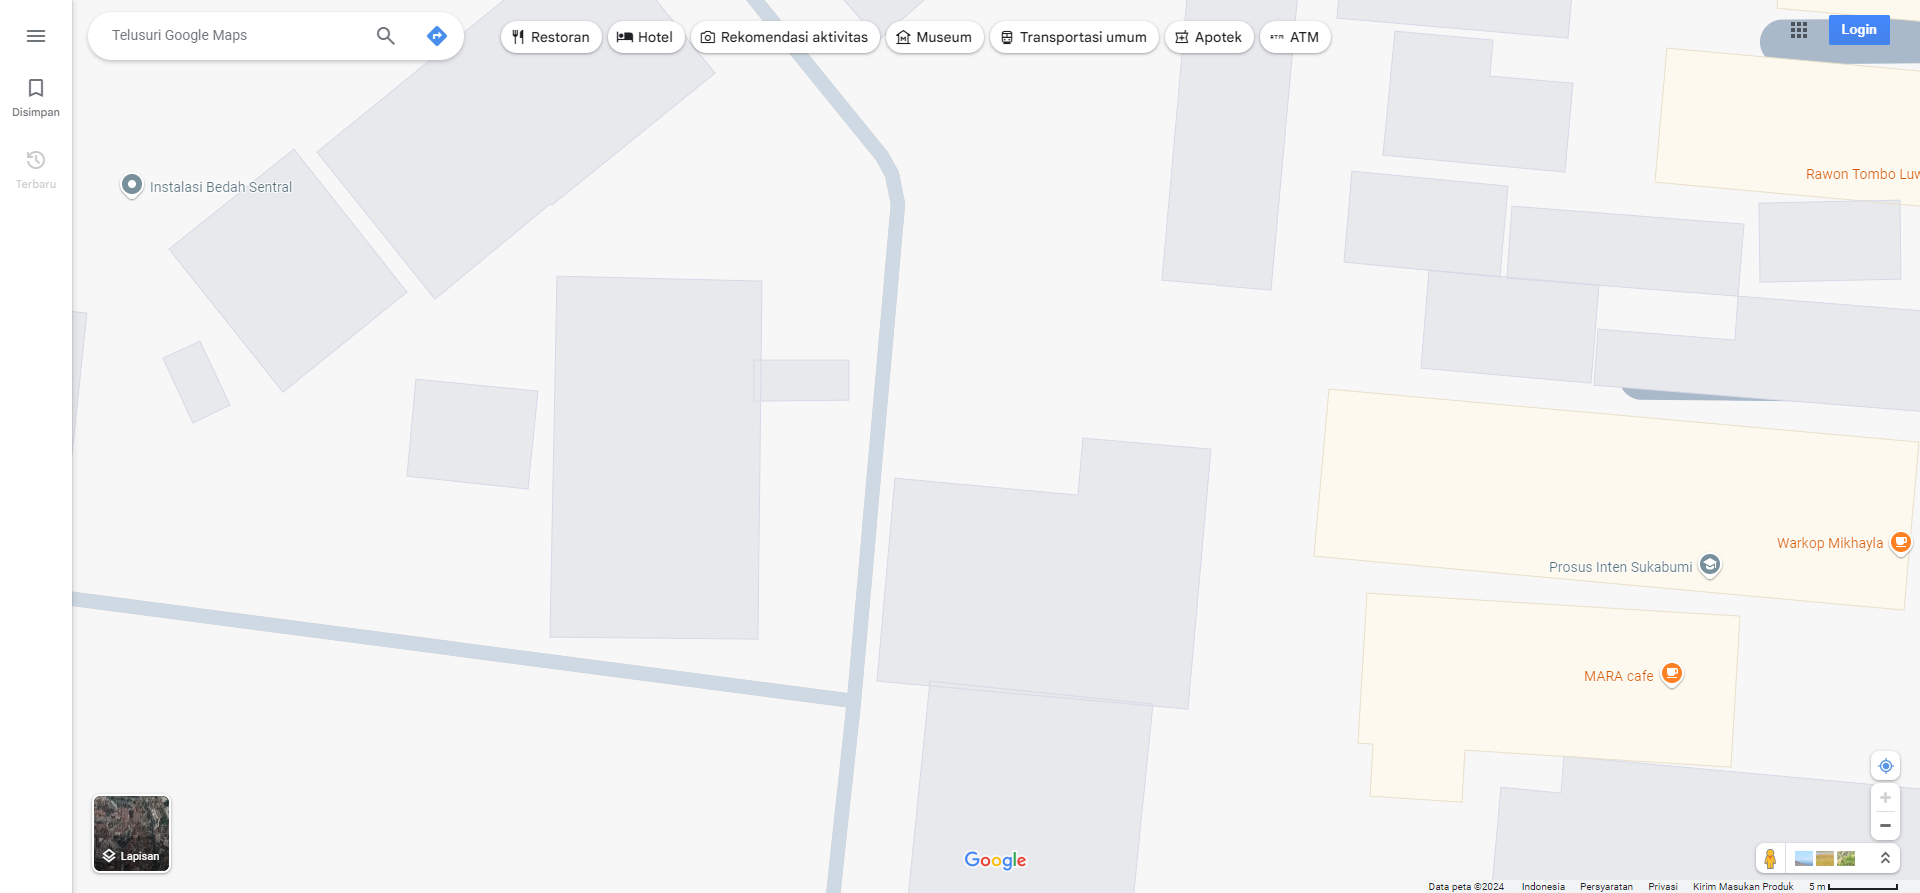 Telusuri Google Maps
Restoran
Hotel
Rekomendasi aktivitas
Museum
Transportasi umum
Apotek
ATM
Login
Disimpan
Terbaru
Instalasi Bedah Sentral
Rawon Tombo Luw
Warkop Mikhayla
Prosus Inten Sukabumi
MARA cafe
Lapisan
Google
Data peta ©2024 Indonesia Persyaratan Privasi Kirim Masukan Produk 5 m